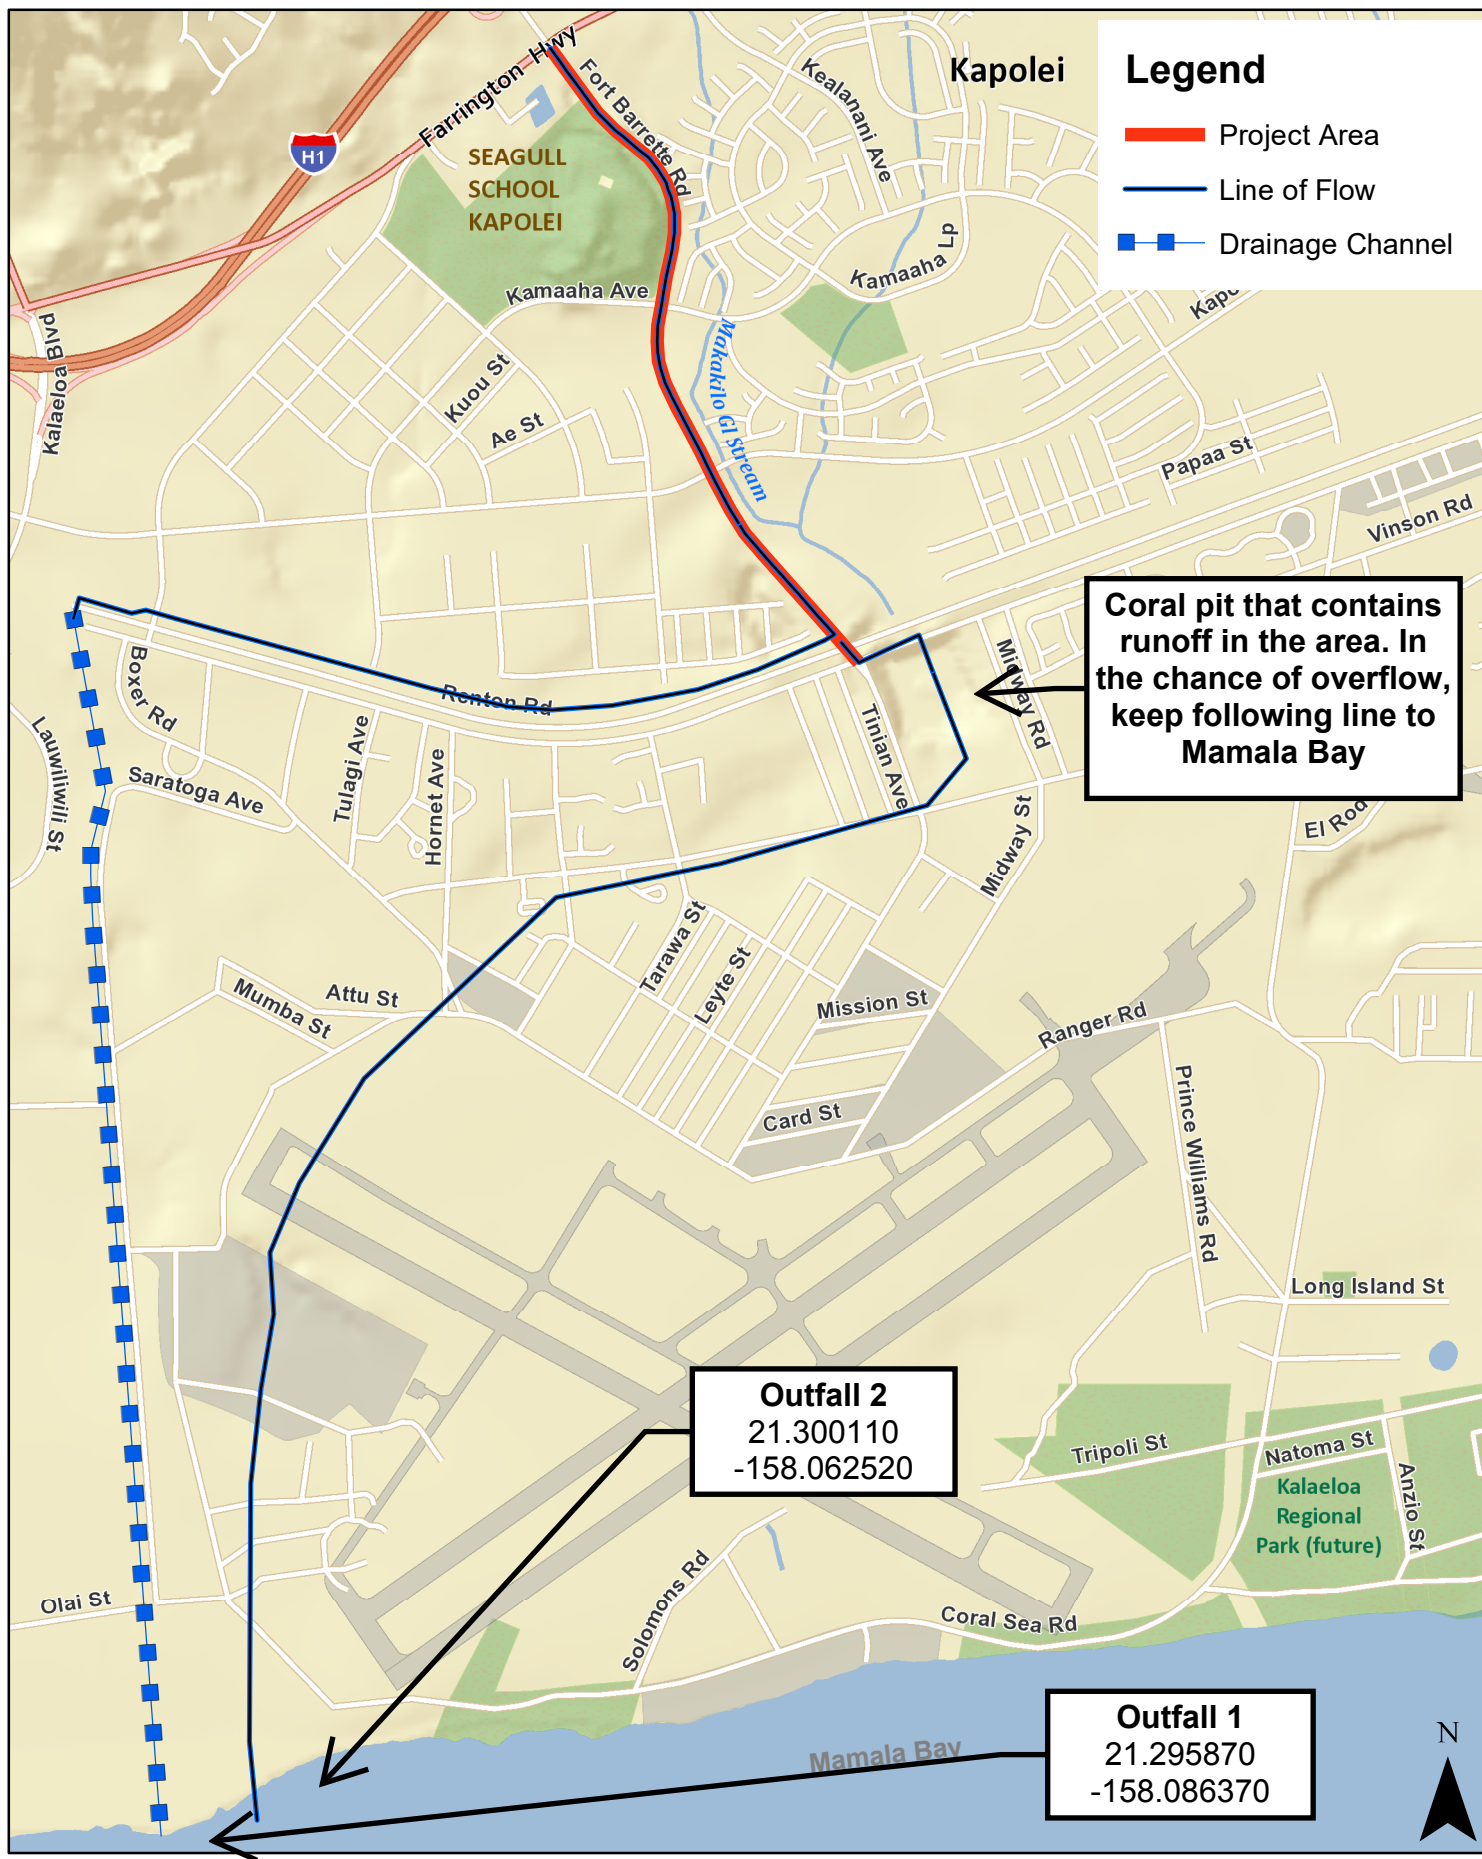 Farrington Hwy
Fort Barrette Rd
Kealanani Ave
Kapolei
Legend
Project Area
Line of Flow
Drainage Channel
H1
SEAGULL
SCHOOL
KAPOLEI
Kamaaha Lp
Kamaaha Ave
Kapo
Kalaeloa Blvd
Kuou St
Ae St
Makakilo Gl Stream
Papaa St
Vinson Rd
Coral pit that contains
runoff in the area. In
the chance of overflow,
keep following line to
Mamala Bay
Midway Rd
Boxer Rd
Renton Rd
Lauwiliwili St
Saratoga Ave
Tulagi Ave
Hornet Ave
Tinian Ave
Midway St
El Rod
Tarawa St
Leyte St
Attu St
Mumba St
Mission St
Ranger Rd
Card St
Prince Williams Rd
Long Island St
Outfall 2
21.300110
-158.062520
Tripoli St
Natoma St
Anzio St
Kalaeloa
Regional
Park (future)
Olai St
Solomons Rd
Coral Sea Rd
Mamala Bay
Outfall 1
21.295870
-158.086370
N